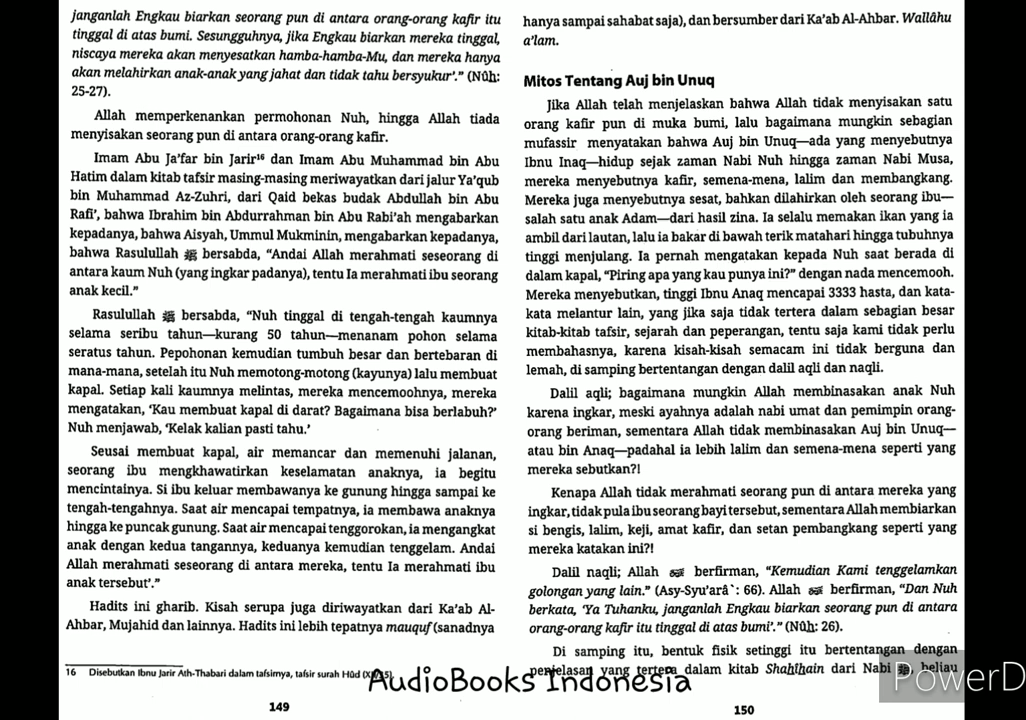 janganlah Engkau biarkan seorang pun di antara orang-orang kafir itu
tinggal di atas bumi. Sesungguhnya, jika Engkau biarkan mereka tinggal,
niscaya mereka akan menyesatkan hamba-hamba-Mu, dan mereka hanya
akan melahirkan anak-anak yang jahat dan tidak tahu bersyukur'." (Nûh:
25-27).
Allah memperkenankan permohonan Nuh, hingga Allah tiada
menyisakan seorang pun di antara orang-orang kafir.
Imam Abu Ja'far bin Jarir¹⁶ dan Imam Abu Muhammad bin Abu
Hatim dalam kitab tafsir masing-masing meriwayatkan dari jalur Ya'qub
bin Muhammad Az-Zuhri, dari Qaid bekas budak Abdullah bin Abu
Rafi', bahwa Ibrahim bin Abdurrahman bin Abu Rabi'ah mengabarkan
kepadanya, bahwa Aisyah, Ummul Mukminin, mengabarkan kepadanya,
bahwa Rasulullah ﷺ bersabda, "Andai Allah merahmati seseorang di
antara kaum Nuh (yang ingkar padanya), tentu Ia merahmati ibu seorang
anak kecil."
Rasulullah ﷺ bersabda, "Nuh tinggal di tengah-tengah kaumnya
selama seribu tahun—kurang 50 tahun—menanam pohon selama
seratus tahun. Pepohonan kemudian tumbuh besar dan bertebaran di
mana-mana, setelah itu Nuh memotong-motong (kayunya) lalu membuat
kapal. Setiap kali kaumnya melintas, mereka mencemoohnya, mereka
mengatakan, 'Kau membuat kapal di darat? Bagaimana bisa berlabuh?'
Nuh menjawab, 'Kelak kalian pasti tahu.'
Seusai membuat kapal, air memancar dan memenuhi jalanan,
seorang ibu mengkhawatirkan keselamatan anaknya, ia begitu
mencintainya. Si ibu keluar membawanya ke gunung hingga sampai ke
tengah-tengahnya. Saat air mencapai tempatnya, ia membawa anaknya
hingga ke puncak gunung. Saat air mencapai tenggorokan, ia mengangkat
anak dengan kedua tangannya, keduanya kemudian tenggelam. Andai
Allah merahmati seseorang di antara mereka, tentu Ia merahmati ibu
anak tersebut'."
Hadits ini gharib. Kisah serupa juga diriwayatkan dari Ka'ab Al-
Ahbar, Mujahid dan lainnya. Hadits ini lebih tepatnya mauquf (sanadnya
16 Disebutkan Ibnu Jarir Ath-Thabari dalam tafsirnya, tafsir surah Hûd
149
hanya sampai sahabat saja), dan bersumber dari Ka'ab Al-Ahbar. Wallâhu
a'lam.
Mitos Tentang Auj bin Unuq
Jika Allah telah menjelaskan bahwa Allah tidak menyisakan satu
orang kafir pun di muka bumi, lalu bagaimana mungkin sebagian
mufassir menyatakan bahwa Auj bin Unuq—ada yang menyebutnya
Ibnu Inaq—hidup sejak zaman Nabi Nuh hingga zaman Nabi Musa,
mereka menyebutnya kafir, semena-mena, lalim dan membangkang.
Mereka juga menyebutnya sesat, bahkan dilahirkan oleh seorang ibu—
salah satu anak Adam—dari hasil zina. Ia selalu memakan ikan yang ia
ambil dari lautan, lalu ia bakar di bawah terik matahari hingga tubuhnya
tinggi menjulang. Ia pernah mengatakan kepada Nuh saat berada di
dalam kapal, "Piring apa yang kau punya ini?" dengan nada mencemooh.
Mereka menyebutkan, tinggi Ibnu Anaq mencapai 3333 hasta, dan kata-
kata melantur lain, yang jika saja tidak tertera dalam sebagian besar
kitab-kitab tafsir, sejarah dan peperangan, tentu saja kami tidak perlu
membahasnya, karena kisah-kisah semacam ini tidak berguna dan
lemah, di samping bertentangan dengan dalil aqli dan naqli.
Dalil aqli; bagaimana mungkin Allah membinasakan anak Nuh
karena ingkar, meski ayahnya adalah nabi umat dan pemimpin orang-
orang beriman, sementara Allah tidak membinasakan Auj bin Unuq—
atau bin Anaq—padahal ia lebih lalim dan semena-mena seperti yang
mereka sebutkan?!
Kenapa Allah tidak merahmati seorang pun di antara mereka yang
ingkar, tidak pula ibu seorang bayi tersebut, sementara Allah membiarkan
si bengis, lalim, keji, amat kafir, dan setan pembangkang seperti yang
mereka katakan ini?!
Dalil naqli; Allah berfirman, "Kemudian Kami tenggelamkan
golongan yang lain." (Asy-Syu'arâ`: 66). Allah berfirman, "Dan Nuh
berkata, 'Ya Tuhanku, janganlah Engkau biarkan seorang pun di antara
orang-orang kafir itu tinggal di atas bumi'." (Nûh: 26).
Di samping itu, bentuk fisik setinggi itu bertentangan dengan
penjelasan yang tertera dalam kitab Shahîhain dari Nabi ﷺ, beliau
150
AudioBooks Indonesia
PowerD